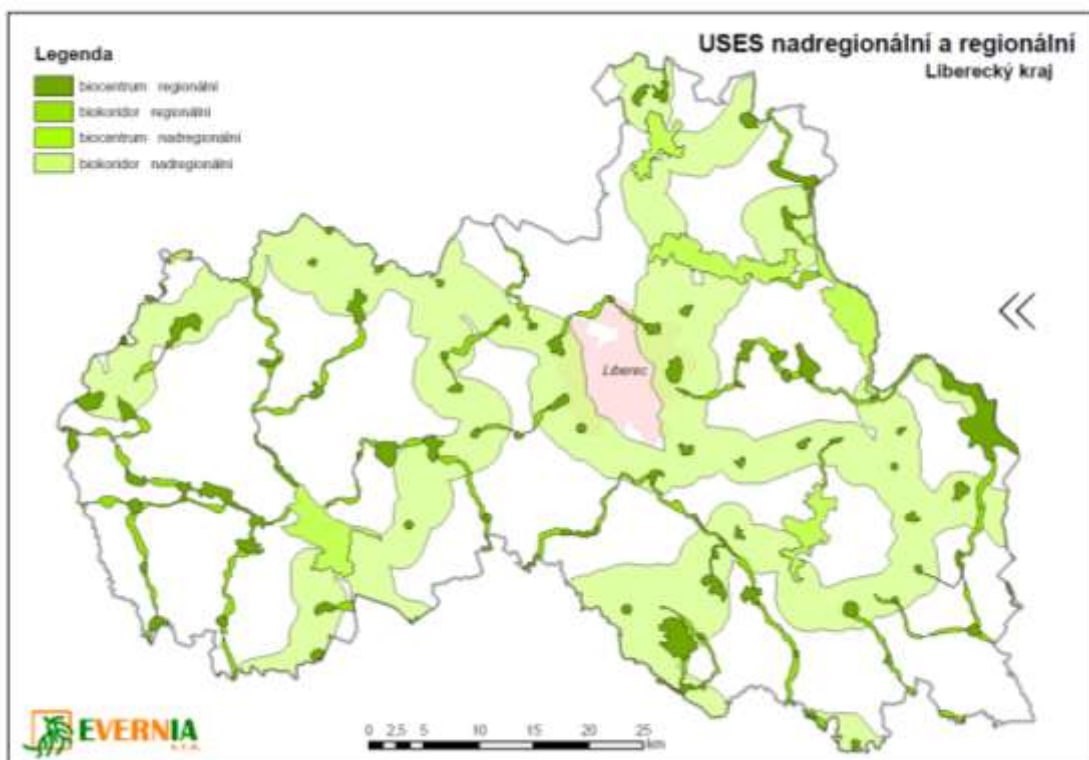 USES nadregionální a regionální
Liberecký kraj
Legenda
biocentrum regionální
biokoridor regionální
biocentrum nadregionální
biokoridor nadregionální
Liberec
EVERNIA
s.r.o.
0 2,5 5 10 15 20 25
km